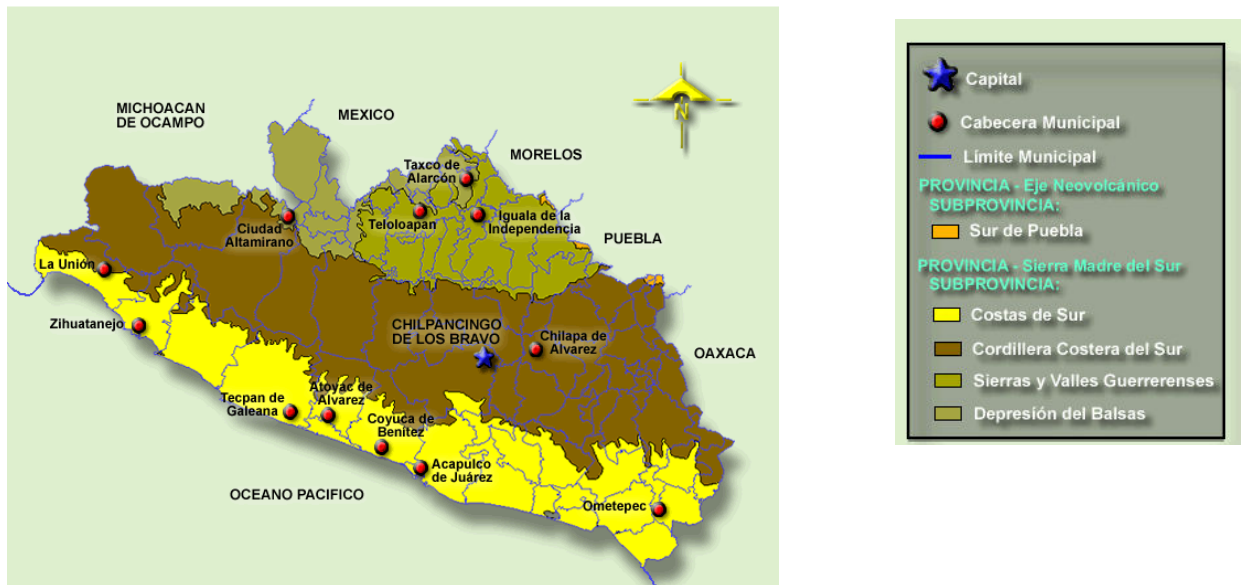 MICHOACAN
DE OCAMPO
MEXICO
N
MORELOS
Taxco de
Alarcón
Ciudad
Altamirano
Teloloapan
Iguala de la
Independencia
PUEBLA
La Unión
Zihuatanejo
CHILPANCINGO
DE LOS BRAVO
Chilapa de
Alvarez
OAXACA
Tecpan de
Galeana
Atoyac de
Alvarez
Coyuca de
Benítez
Acapulco
de Juárez
OCEANO PACIFICO
Ometepec
Capital
Cabecera Municipal
Límite Municipal
PROVINCIA - Eje Neovolcánico
SUBPROVINCIA:
Sur de Puebla
PROVINCIA - Sierra Madre del Sur
SUBPROVINCIA:
Costas de Sur
Cordillera Costera del Sur
Sierras y Valles Guerrerenses
Depresión del Balsas